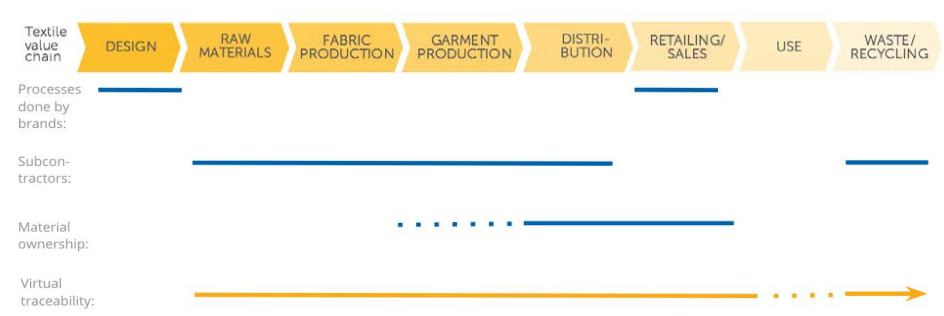 Textile
value
chain
DESIGN
RAW
MATERIALS
FABRIC
PRODUCTION
GARMENT
PRODUCTION
DISTRI-
BUTION
RETAILING/
SALES
USE
WASTE/
RECYCLING
Processes
done by
brands:
Subcon-
tractors:
Material
ownership:
Virtual
traceability: